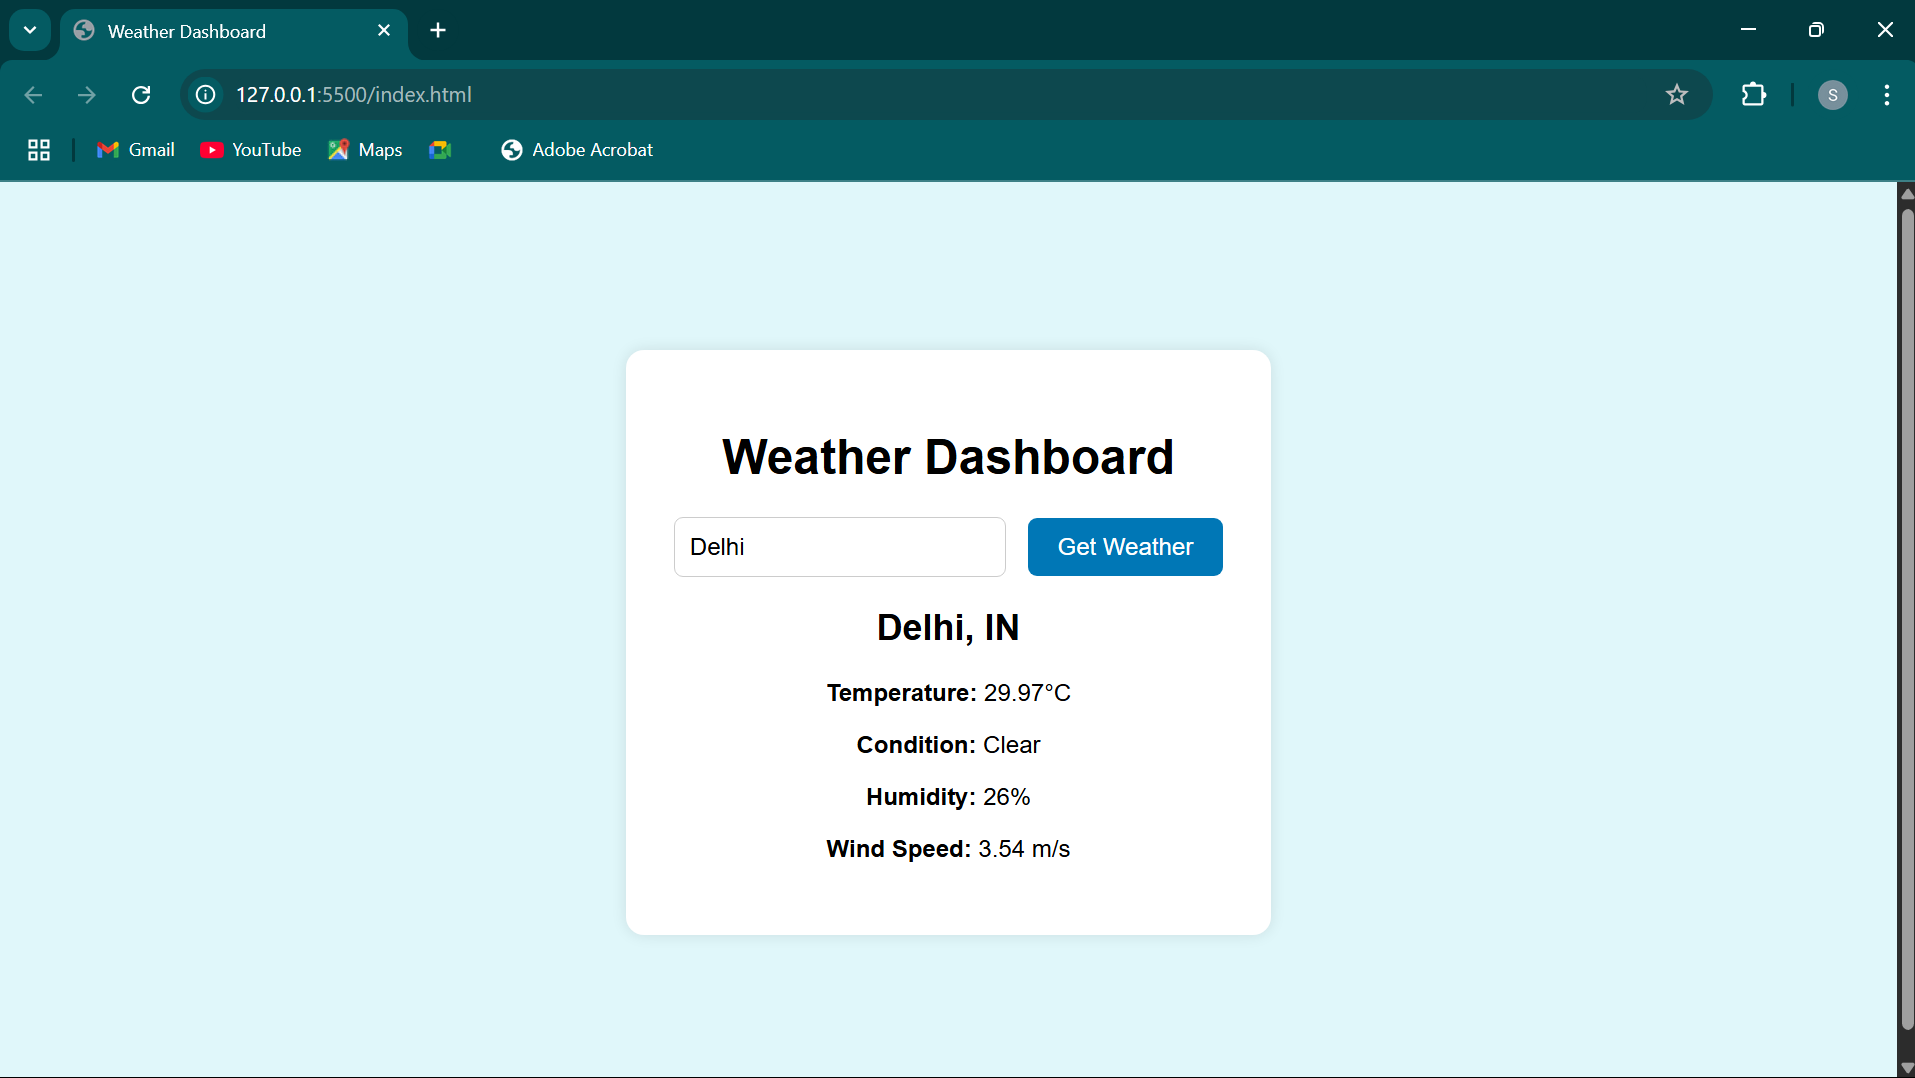 Weather Dashboard
127.0.0.1:5500/index.html
S
Gmail YouTube Maps Adobe Acrobat
Weather Dashboard
Delhi Get Weather
Delhi, IN
Temperature: 29.97°C
Condition: Clear
Humidity: 26%
Wind Speed: 3.54 m/s